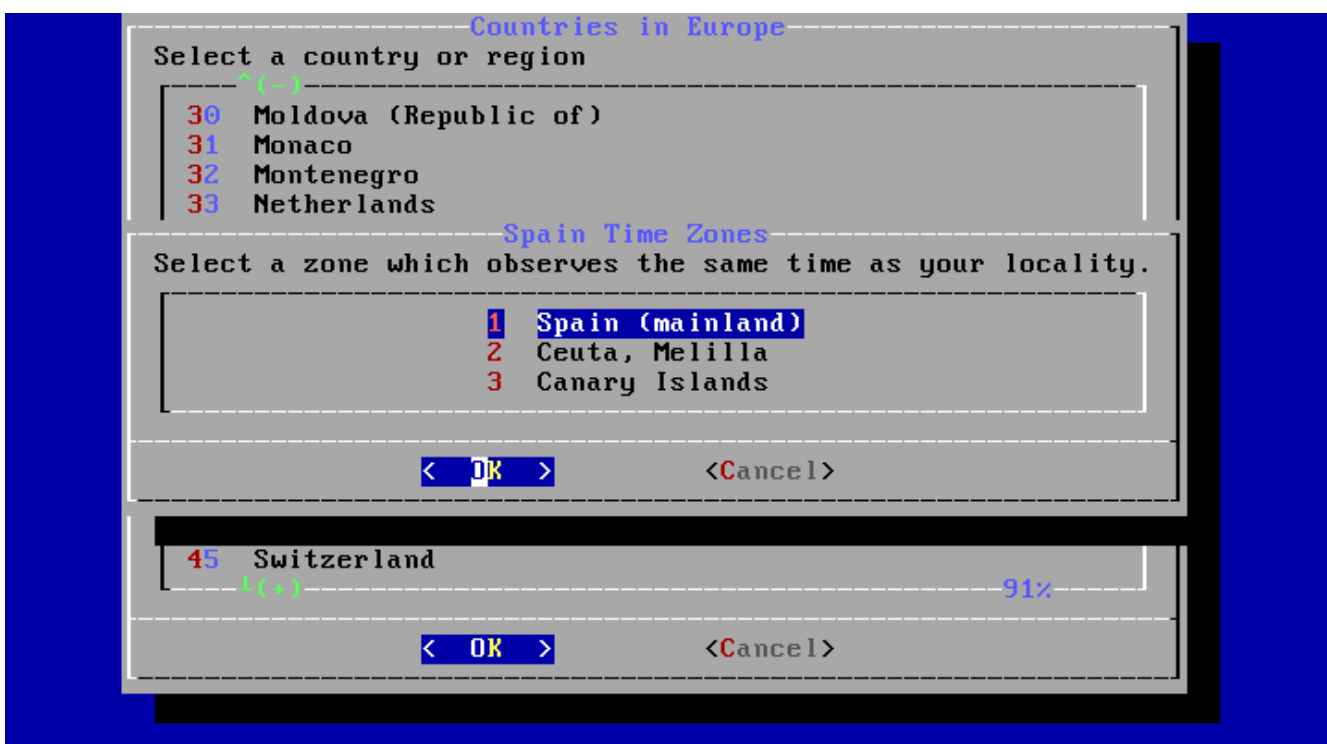 Countries in Europe
Select a country or region
^(-)
30 Moldova (Republic of)
31 Monaco
32 Montenegro
33 Netherlands
Spain Time Zones
Select a zone which observes the same time as your locality.
1 Spain (mainland)
2 Ceuta, Melilla
3 Canary Islands
< OK > <Cancel>
45 Switzerland
┴(+) 91%
< OK > <Cancel>